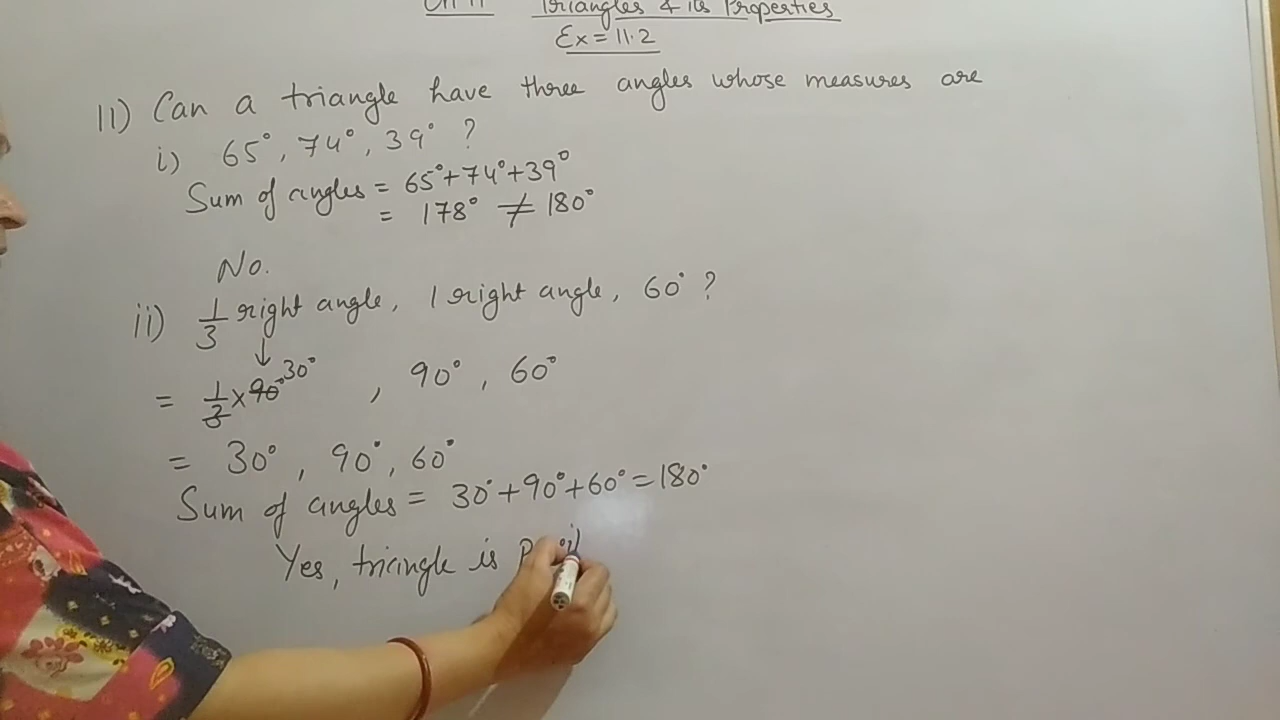 Triangles & its Properties
Ex = 11.2
11) Can a triangle have three angles whose measures are
i) 65°, 74°, 39° ?
Sum of angles = 65°+74°+39°
= 178° ≠ 180°
No.
ii) 1/3 right angle, 1 right angle, 60° ?
↓
= 1/3 × 90° 30° , 90° , 60°
= 30° , 90° , 60°
Sum of angles = 30°+90°+60° = 180°
Yes, triangle is